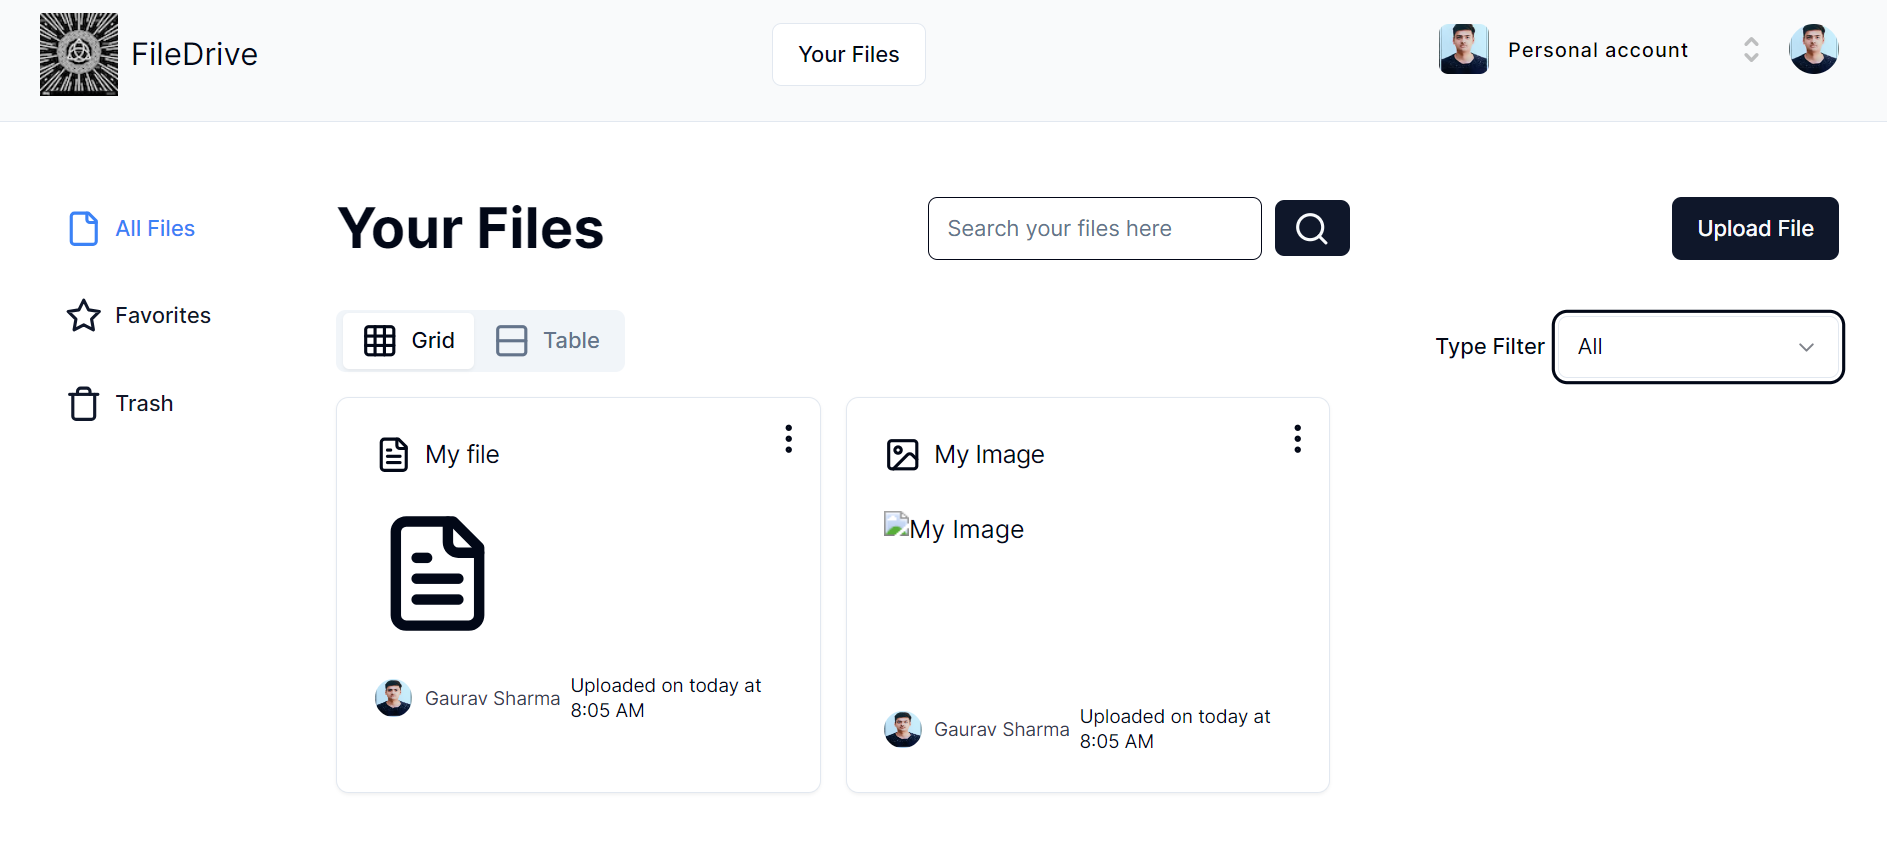 FileDrive
Your Files
Personal account
All Files
Favorites
Trash
Your Files
Search your files here
Upload File
Grid
Table
Type Filter
All
My file
Gaurav Sharma
Uploaded on today at
8:05 AM
My Image
My Image
Gaurav Sharma
Uploaded on today at
8:05 AM